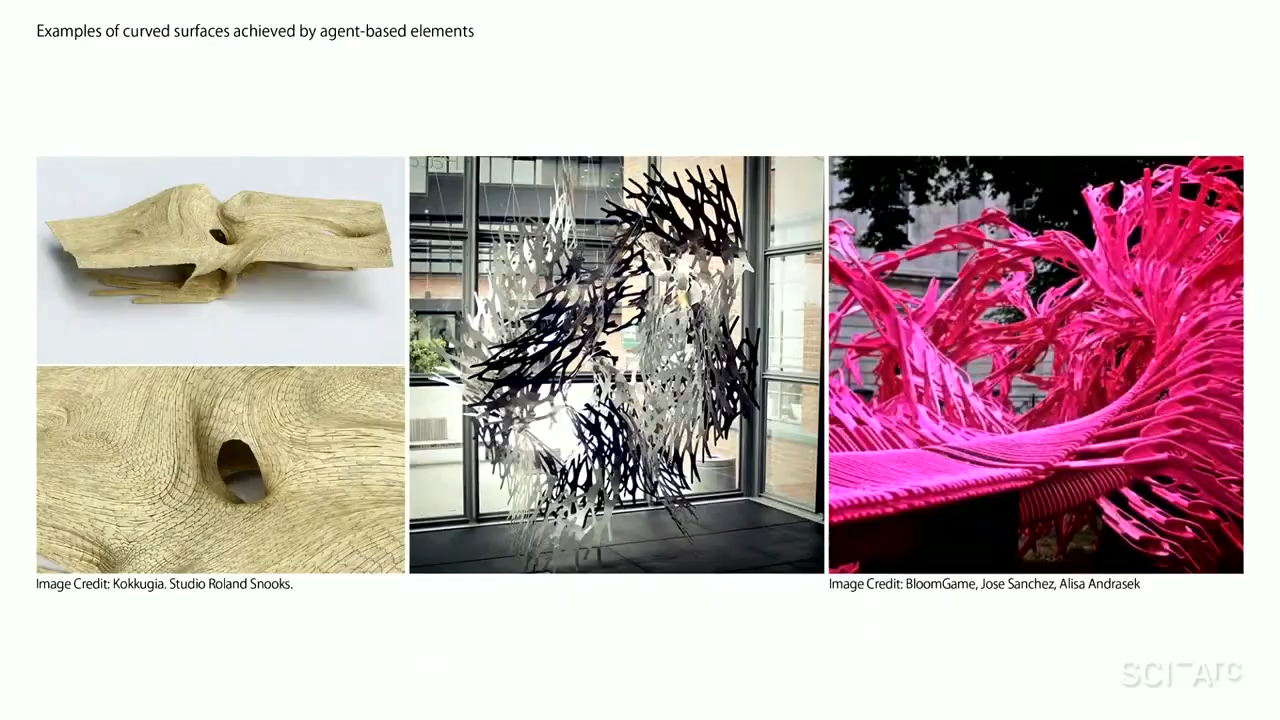 Examples of curved surfaces achieved by agent-based elements
Image Credit: Kokkugia. Studio Roland Snooks.
Image Credit: BloomGame, Jose Sanchez, Alisa Andrasek
SCI-Arc